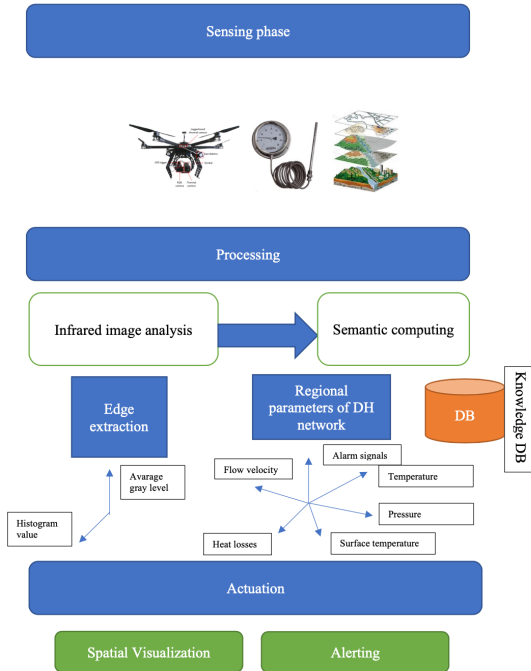 Sensing phase
Processing
Infrared image analysis
Semantic computing
Edge
extraction
Regional
parameters of DH
network
DB
Knowledge DB
Avarage
gray level
Histogram
value
Flow velocity
Alarm signals
Temperature
Pressure
Heat losses
Surface temperature
Actuation
Spatial Visualization
Alerting